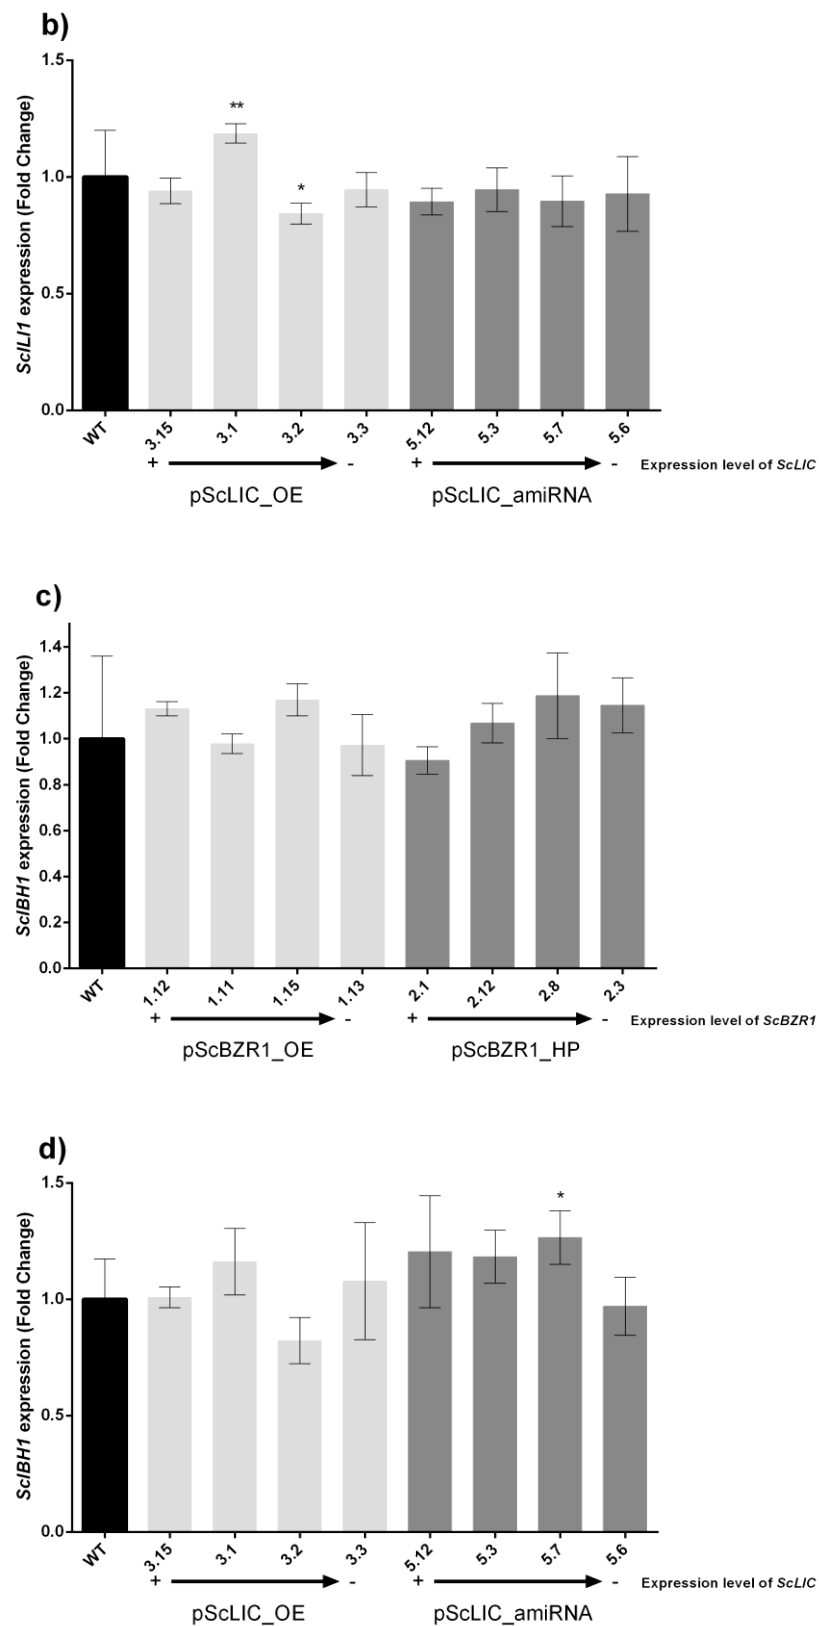 b)
ScILI1 expression (Fold Change)
1.5
1.0
0.5
0.0
**
*
WT 3.15 3.1 3.2 3.3 5.12 5.3 5.7 5.6
+ - + - Expression level of ScLIC
pScLIC_OE pScLIC_amiRNA
c)
ScIBH1 expression (Fold Change)
1.4
1.2
1.0
0.8
0.6
0.4
0.2
0.0
WT 1.12 1.11 1.15 1.13 2.1 2.12 2.8 2.3
+ - + - Expression level of ScBZR1
pScBZR1_OE pScBZR1_HP
d)
ScIBH1 expression (Fold Change)
1.5
1.0
0.5
0.0
*
WT 3.15 3.1 3.2 3.3 5.12 5.3 5.7 5.6
+ - + - Expression level of ScLIC
pScLIC_OE pScLIC_amiRNA